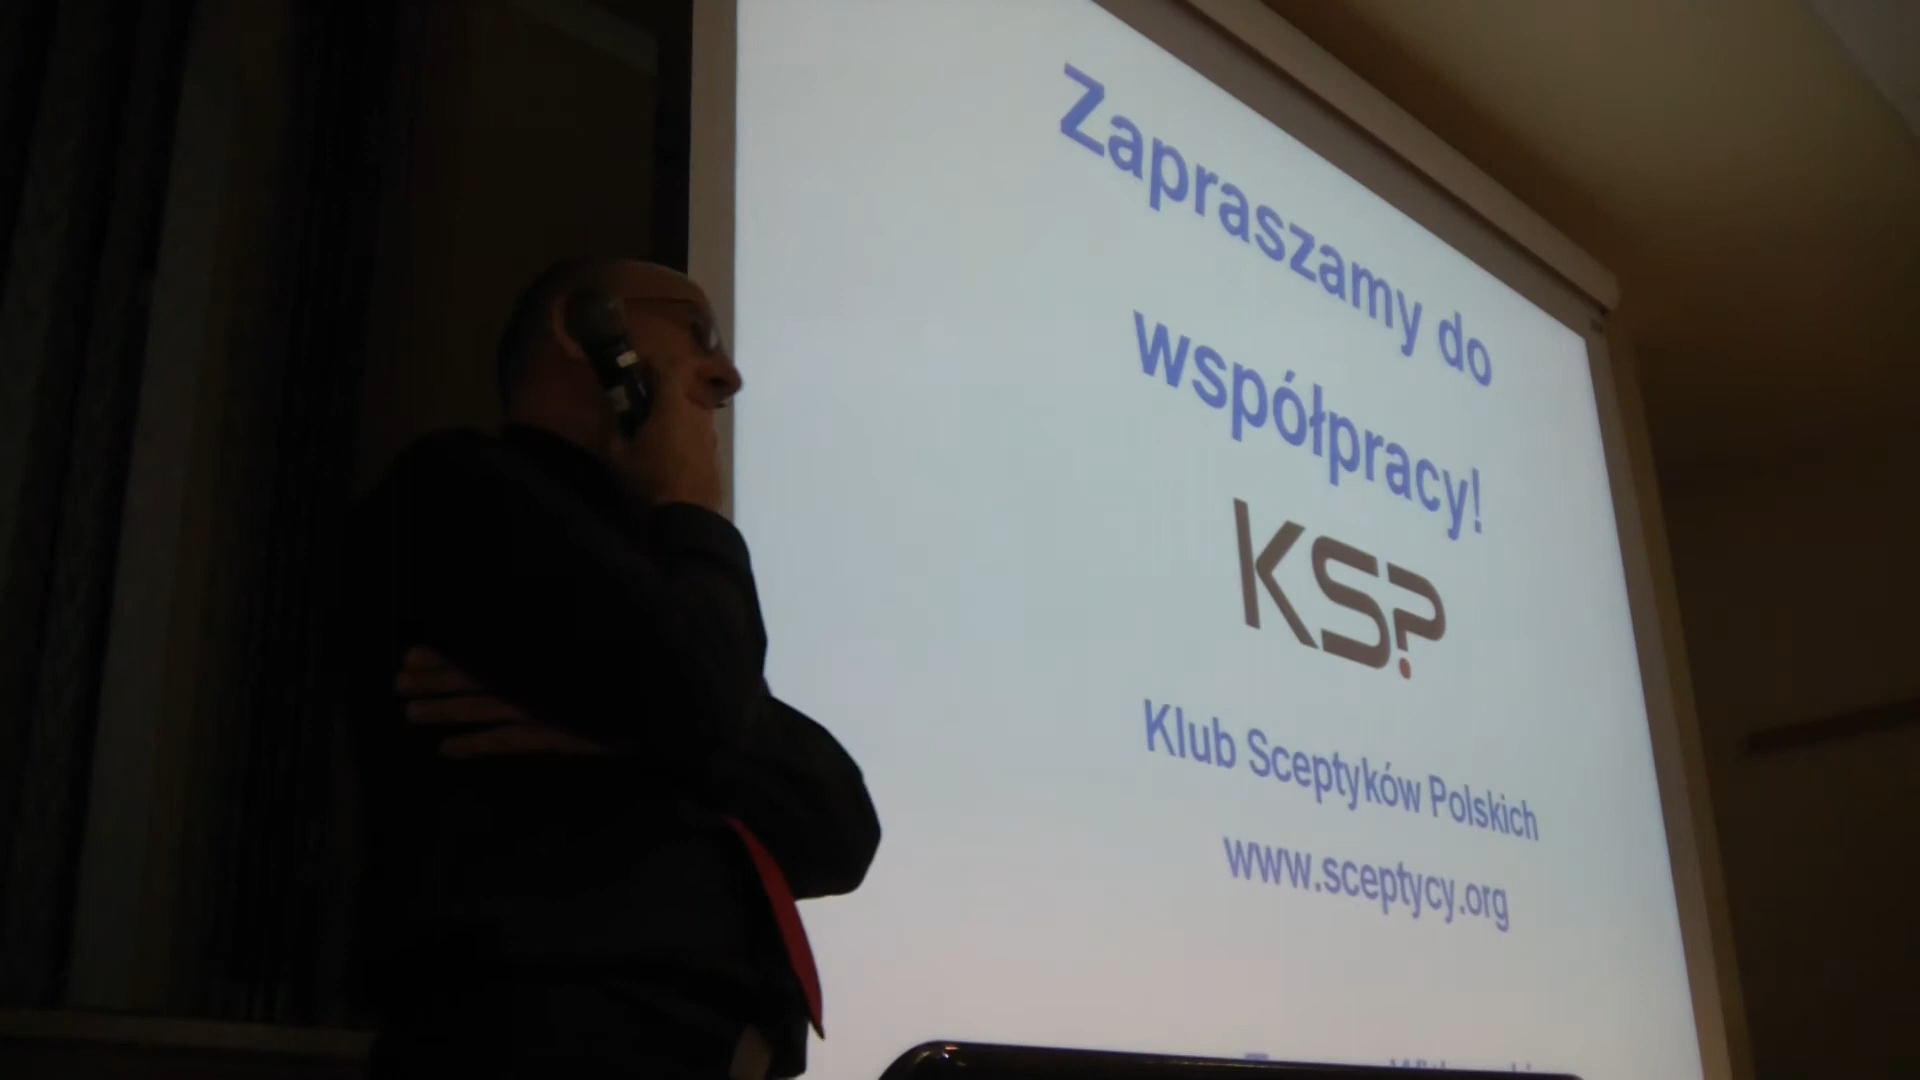 Zapraszamy do
współpracy!
KS?
Klub Sceptyków Polskich
www.sceptycy.org